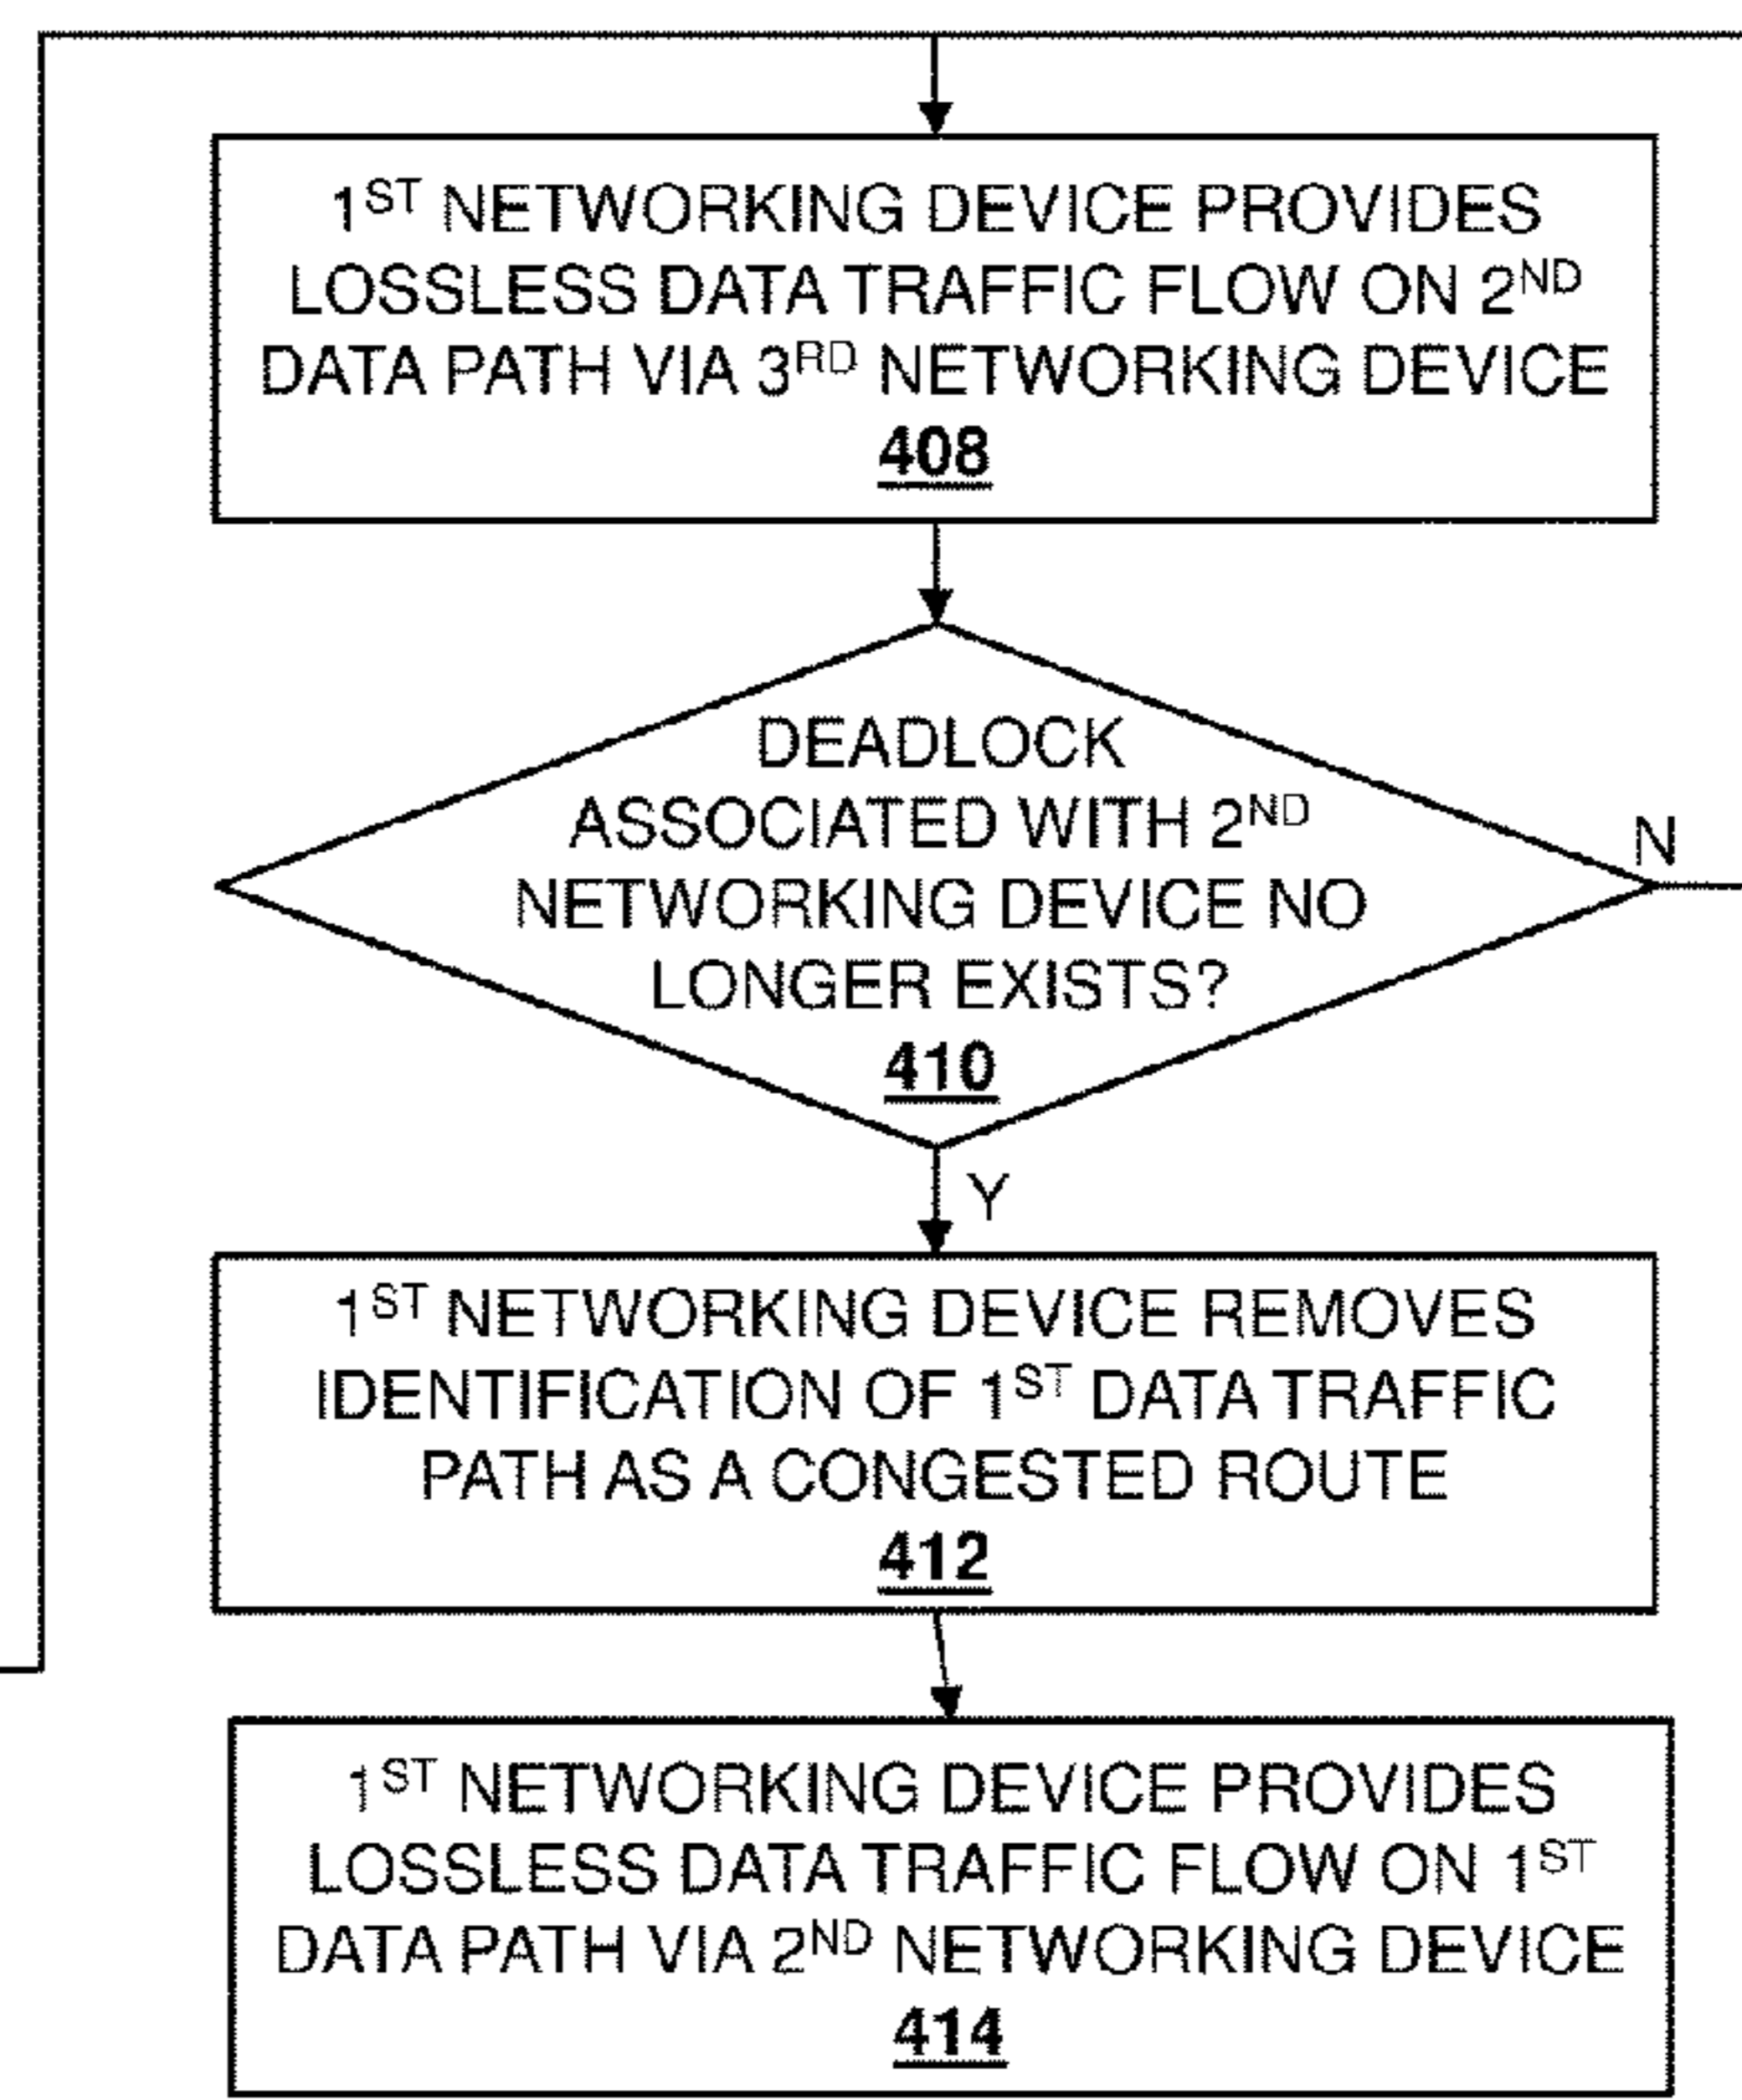 1ST NETWORKING DEVICE PROVIDES
LOSSLESS DATA TRAFFIC FLOW ON 2ND
DATA PATH VIA 3RD NETWORKING DEVICE
408
DEADLOCK
ASSOCIATED WITH 2ND
NETWORKING DEVICE NO
LONGER EXISTS?
410
N
Y
1ST NETWORKING DEVICE REMOVES
IDENTIFICATION OF 1ST DATA TRAFFIC
PATH AS A CONGESTED ROUTE
412
1ST NETWORKING DEVICE PROVIDES
LOSSLESS DATA TRAFFIC FLOW ON 1ST
DATA PATH VIA 2ND NETWORKING DEVICE
414